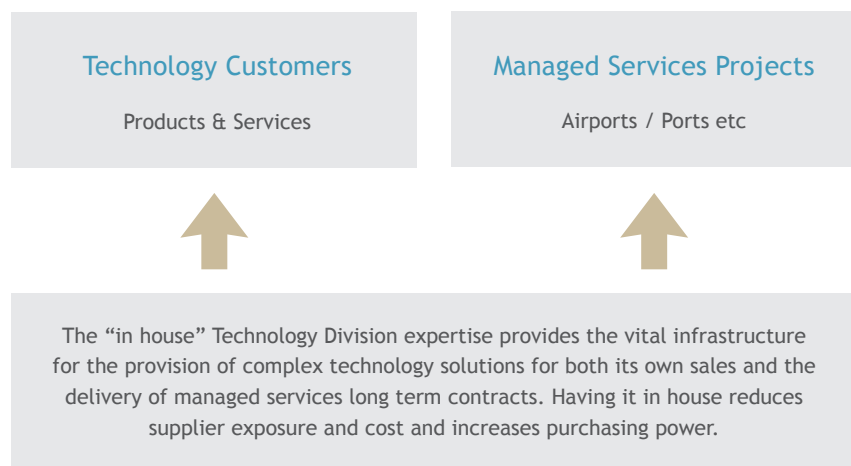 Technology Customers
Products & Services
Managed Services Projects
Airports / Ports etc
The “in house” Technology Division expertise provides the vital infrastructure
for the provision of complex technology solutions for both its own sales and the
delivery of managed services long term contracts. Having it in house reduces
supplier exposure and cost and increases purchasing power.